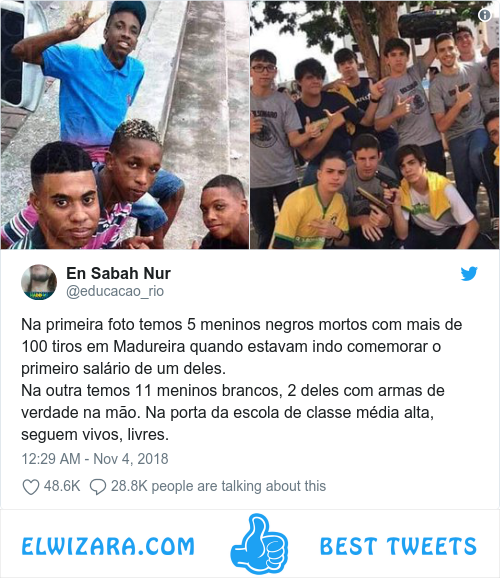 En Sabah Nur
@educacao_rio
Na primeira foto temos 5 meninos negros mortos com mais de
100 tiros em Madureira quando estavam indo comemorar o
primeiro salário de um deles.
Na outra temos 11 meninos brancos, 2 deles com armas de
verdade na mão. Na porta da escola de classe média alta,
seguem vivos, livres.
12:29 AM - Nov 4, 2018
48.6K 28.8K people are talking about this
ELWIZARA.COM BEST TWEETS